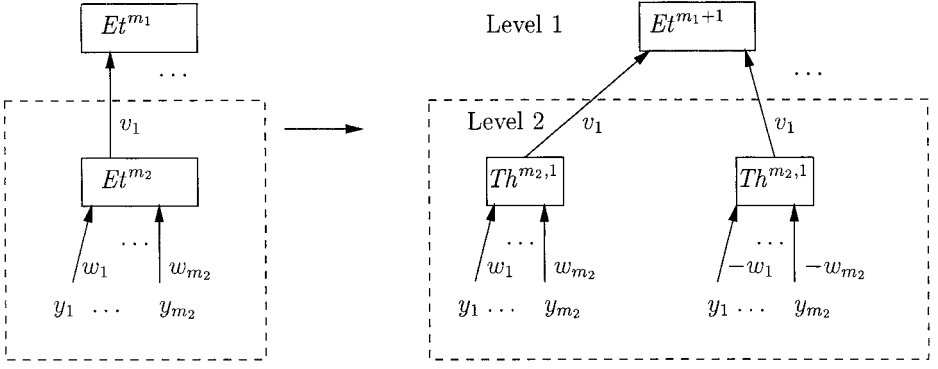 Et^{m_1}
...
v_1
Et^{m_2}
...
w_1 w_{m_2}
y_1 ... y_{m_2}
Level 1 Et^{m_1+1}
...
Level 2 v_1 v_1
Th^{m_2,1} Th^{m_2,1}
... ...
w_1 w_{m_2} -w_1 -w_{m_2}
y_1 ... y_{m_2} y_1 ... y_{m_2}